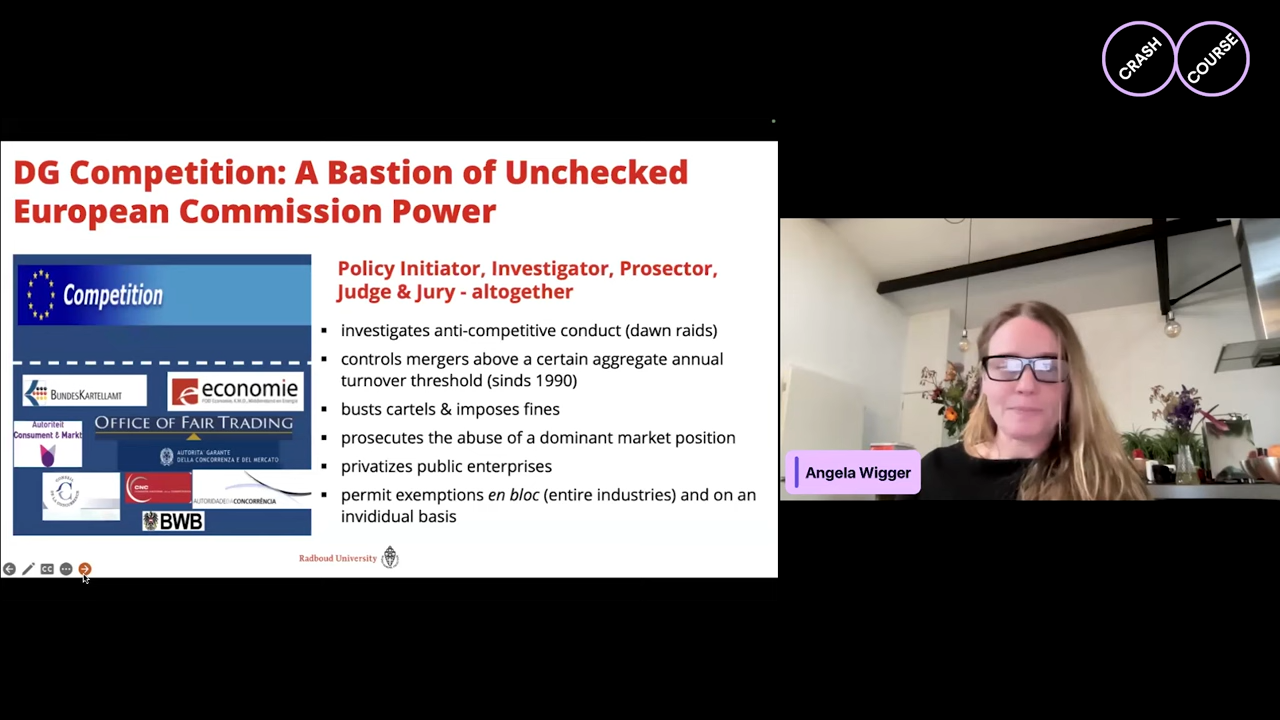 CRASH
COURSE
DG Competition: A Bastion of Unchecked
European Commission Power
Competition
BUNDESKARTELLAMT
economie
OFFICE OF FAIR TRADING
Autoriteit
Consument & Markt
AUTORITA' GARANTE
DELLA CONCORRENZA E DEL MERCATO
CNC
AUTORIDADE DA CONCORRÊNCIA
BWB
Policy Initiator, Investigator, Prosector,
Judge & Jury - altogether
▪ investigates anti-competitive conduct (dawn raids)
▪ controls mergers above a certain aggregate annual
turnover threshold (sinds 1990)
▪ busts cartels & imposes fines
▪ prosecutes the abuse of a dominant market position
▪ privatizes public enterprises
▪ permit exemptions en bloc (entire industries) and on an
invididual basis
Radboud University
CC
Angela Wigger